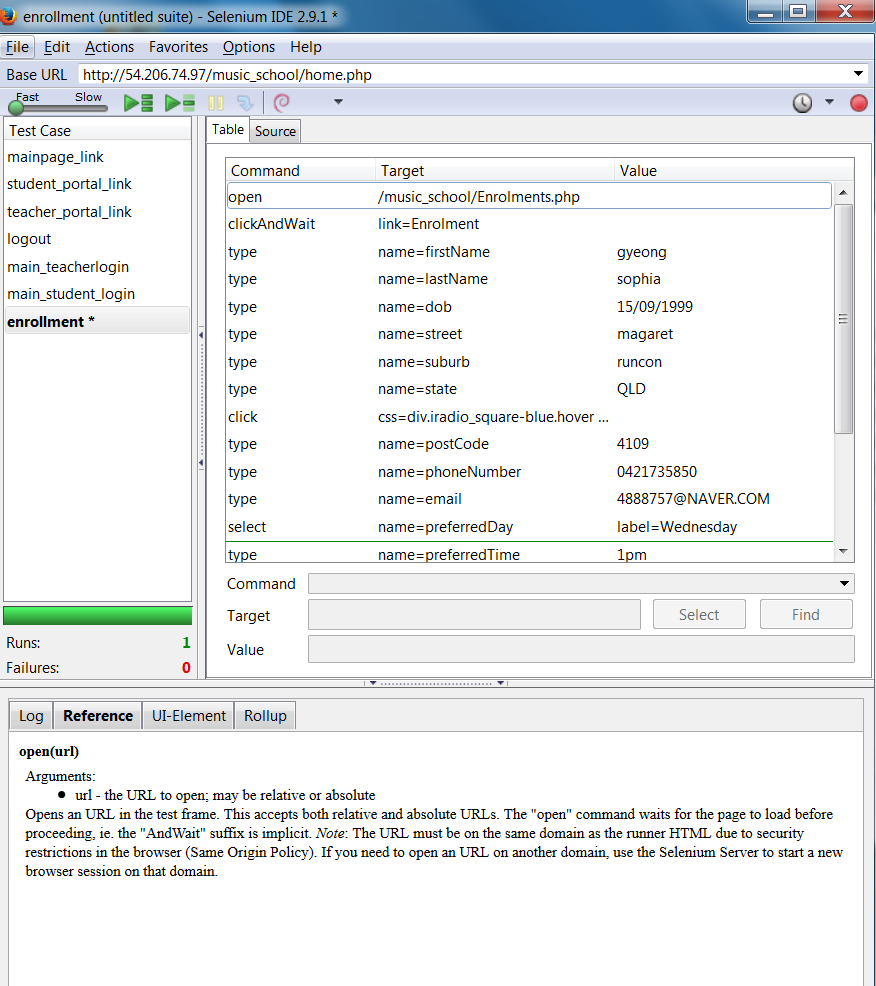 enrollment (untitled suite) - Selenium IDE 2.9.1 *
File Edit Actions Favorites Options Help
Base URL http://54.206.74.97/music_school/home.php
Fast Slow
Test Case
mainpage_link
student_portal_link
teacher_portal_link
logout
main_teacherlogin
main_student_login
enrollment *
Runs: 1
Failures: 0
Table Source
Command Target Value
open /music_school/Enrolments.php
clickAndWait link=Enrolment
type name=firstName gyeong
type name=lastName sophia
type name=dob 15/09/1999
type name=street magaret
type name=suburb runcon
type name=state QLD
click css=div.iradio_square-blue.hover ...
type name=postCode 4109
type name=phoneNumber 0421735850
type name=email 4888757@NAVER.COM
select name=preferredDay label=Wednesday
type name=preferredTime 1pm
Command
Target Select Find
Value
Log Reference UI-Element Rollup
open(url)
Arguments:
• url - the URL to open; may be relative or absolute
Opens an URL in the test frame. This accepts both relative and absolute URLs. The "open" command waits for the page to load before
proceeding, ie. the "AndWait" suffix is implicit. Note: The URL must be on the same domain as the runner HTML due to security
restrictions in the browser (Same Origin Policy). If you need to open an URL on another domain, use the Selenium Server to start a new
browser session on that domain.